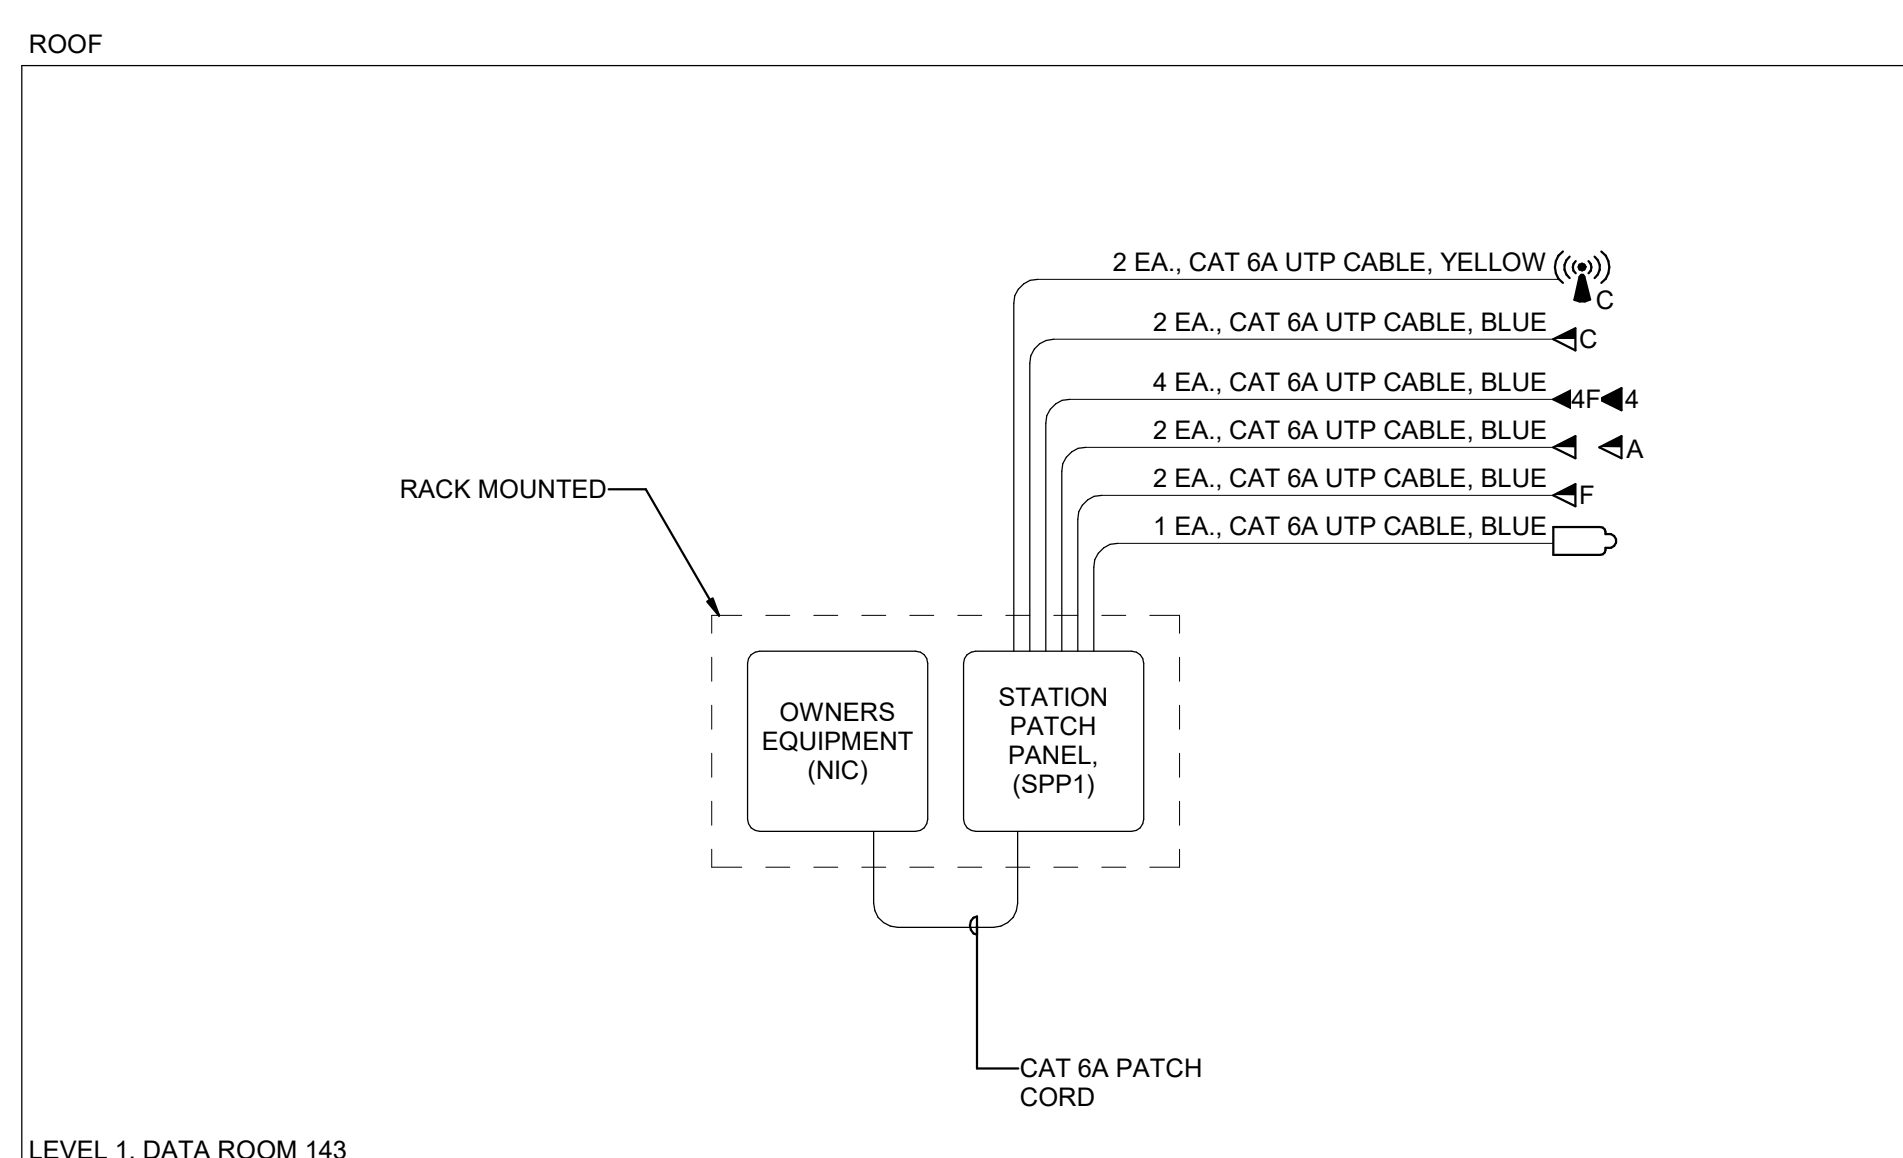 ROOF
2 EA., CAT 6A UTP CABLE, YELLOW
C
2 EA., CAT 6A UTP CABLE, BLUE C
4 EA., CAT 6A UTP CABLE, BLUE 4F 4
2 EA., CAT 6A UTP CABLE, BLUE A
2 EA., CAT 6A UTP CABLE, BLUE F
1 EA., CAT 6A UTP CABLE, BLUE
RACK MOUNTED
OWNERS
EQUIPMENT
(NIC)
STATION
PATCH
PANEL,
(SPP1)
CAT 6A PATCH
CORD
LEVEL 1, DATA ROOM 143